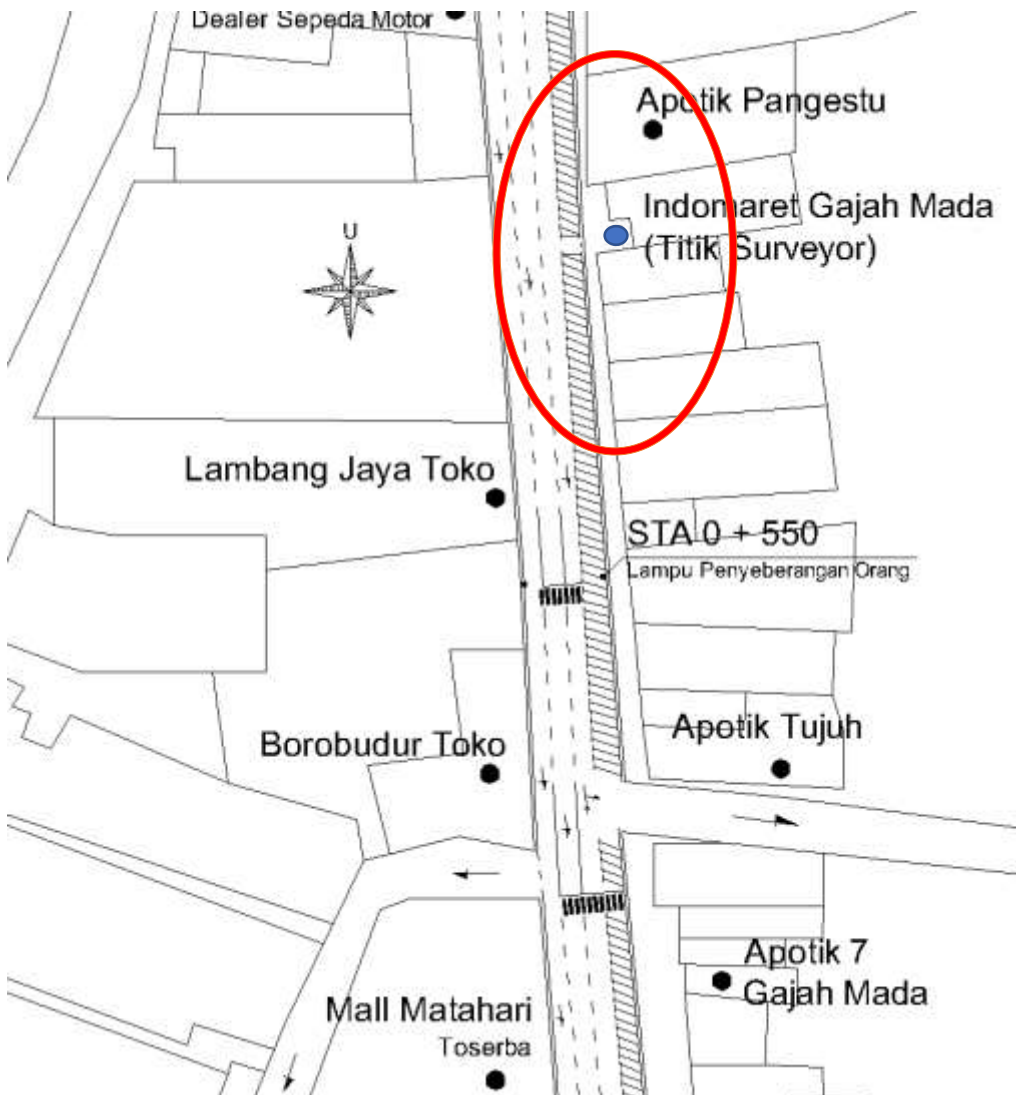 Dealer Sepeda Motor
Apotik Pangestu
Indomaret Gajah Mada
(Titik Surveyor)
U
Lambang Jaya Toko
STA 0 + 550
Lampu Penyeberangan Orang
Apotik Tujuh
Borobudur Toko
Apotik 7
Gajah Mada
Mall Matahari
Toserba